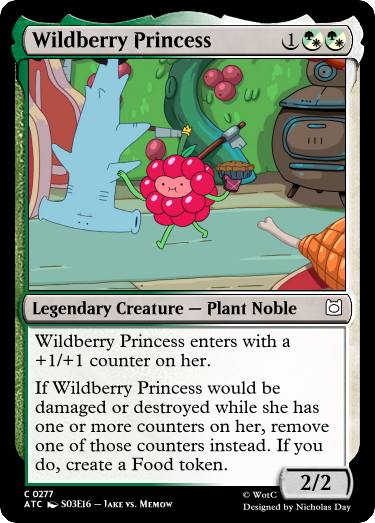 Wildberry Princess 1
Legendary Creature — Plant Noble
Wildberry Princess enters with a
+1/+1 counter on her.
If Wildberry Princess would be
damaged or destroyed while she has
one or more counters on her, remove
one of those counters instead. If you
do, create a Food token.
2/2
C 0277
ATC S03E16 — Jake vs. Memow
© WotC
Designed by Nicholas Day